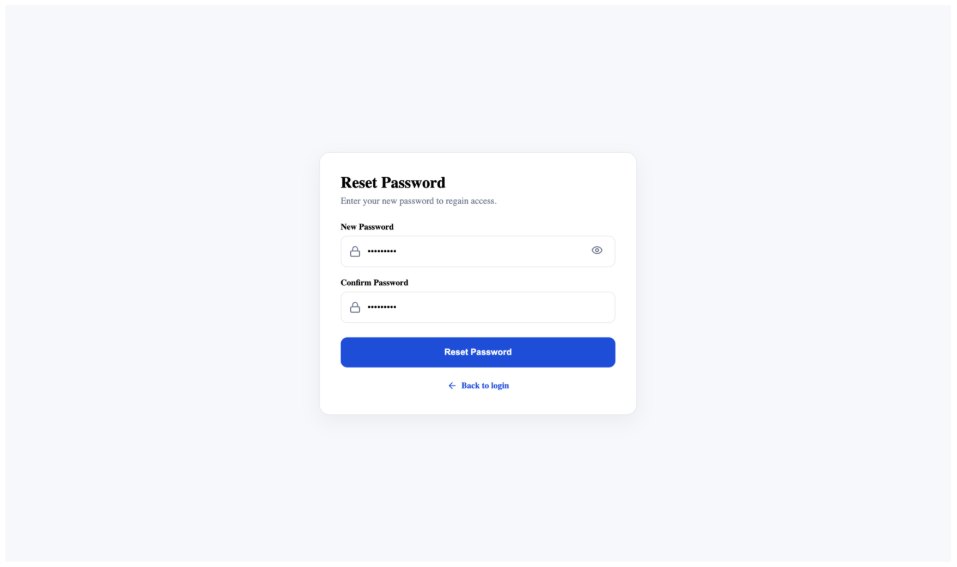 Reset Password
Enter your new password to regain access.
New Password
•••••••••
Confirm Password
•••••••••
Reset Password
← Back to login